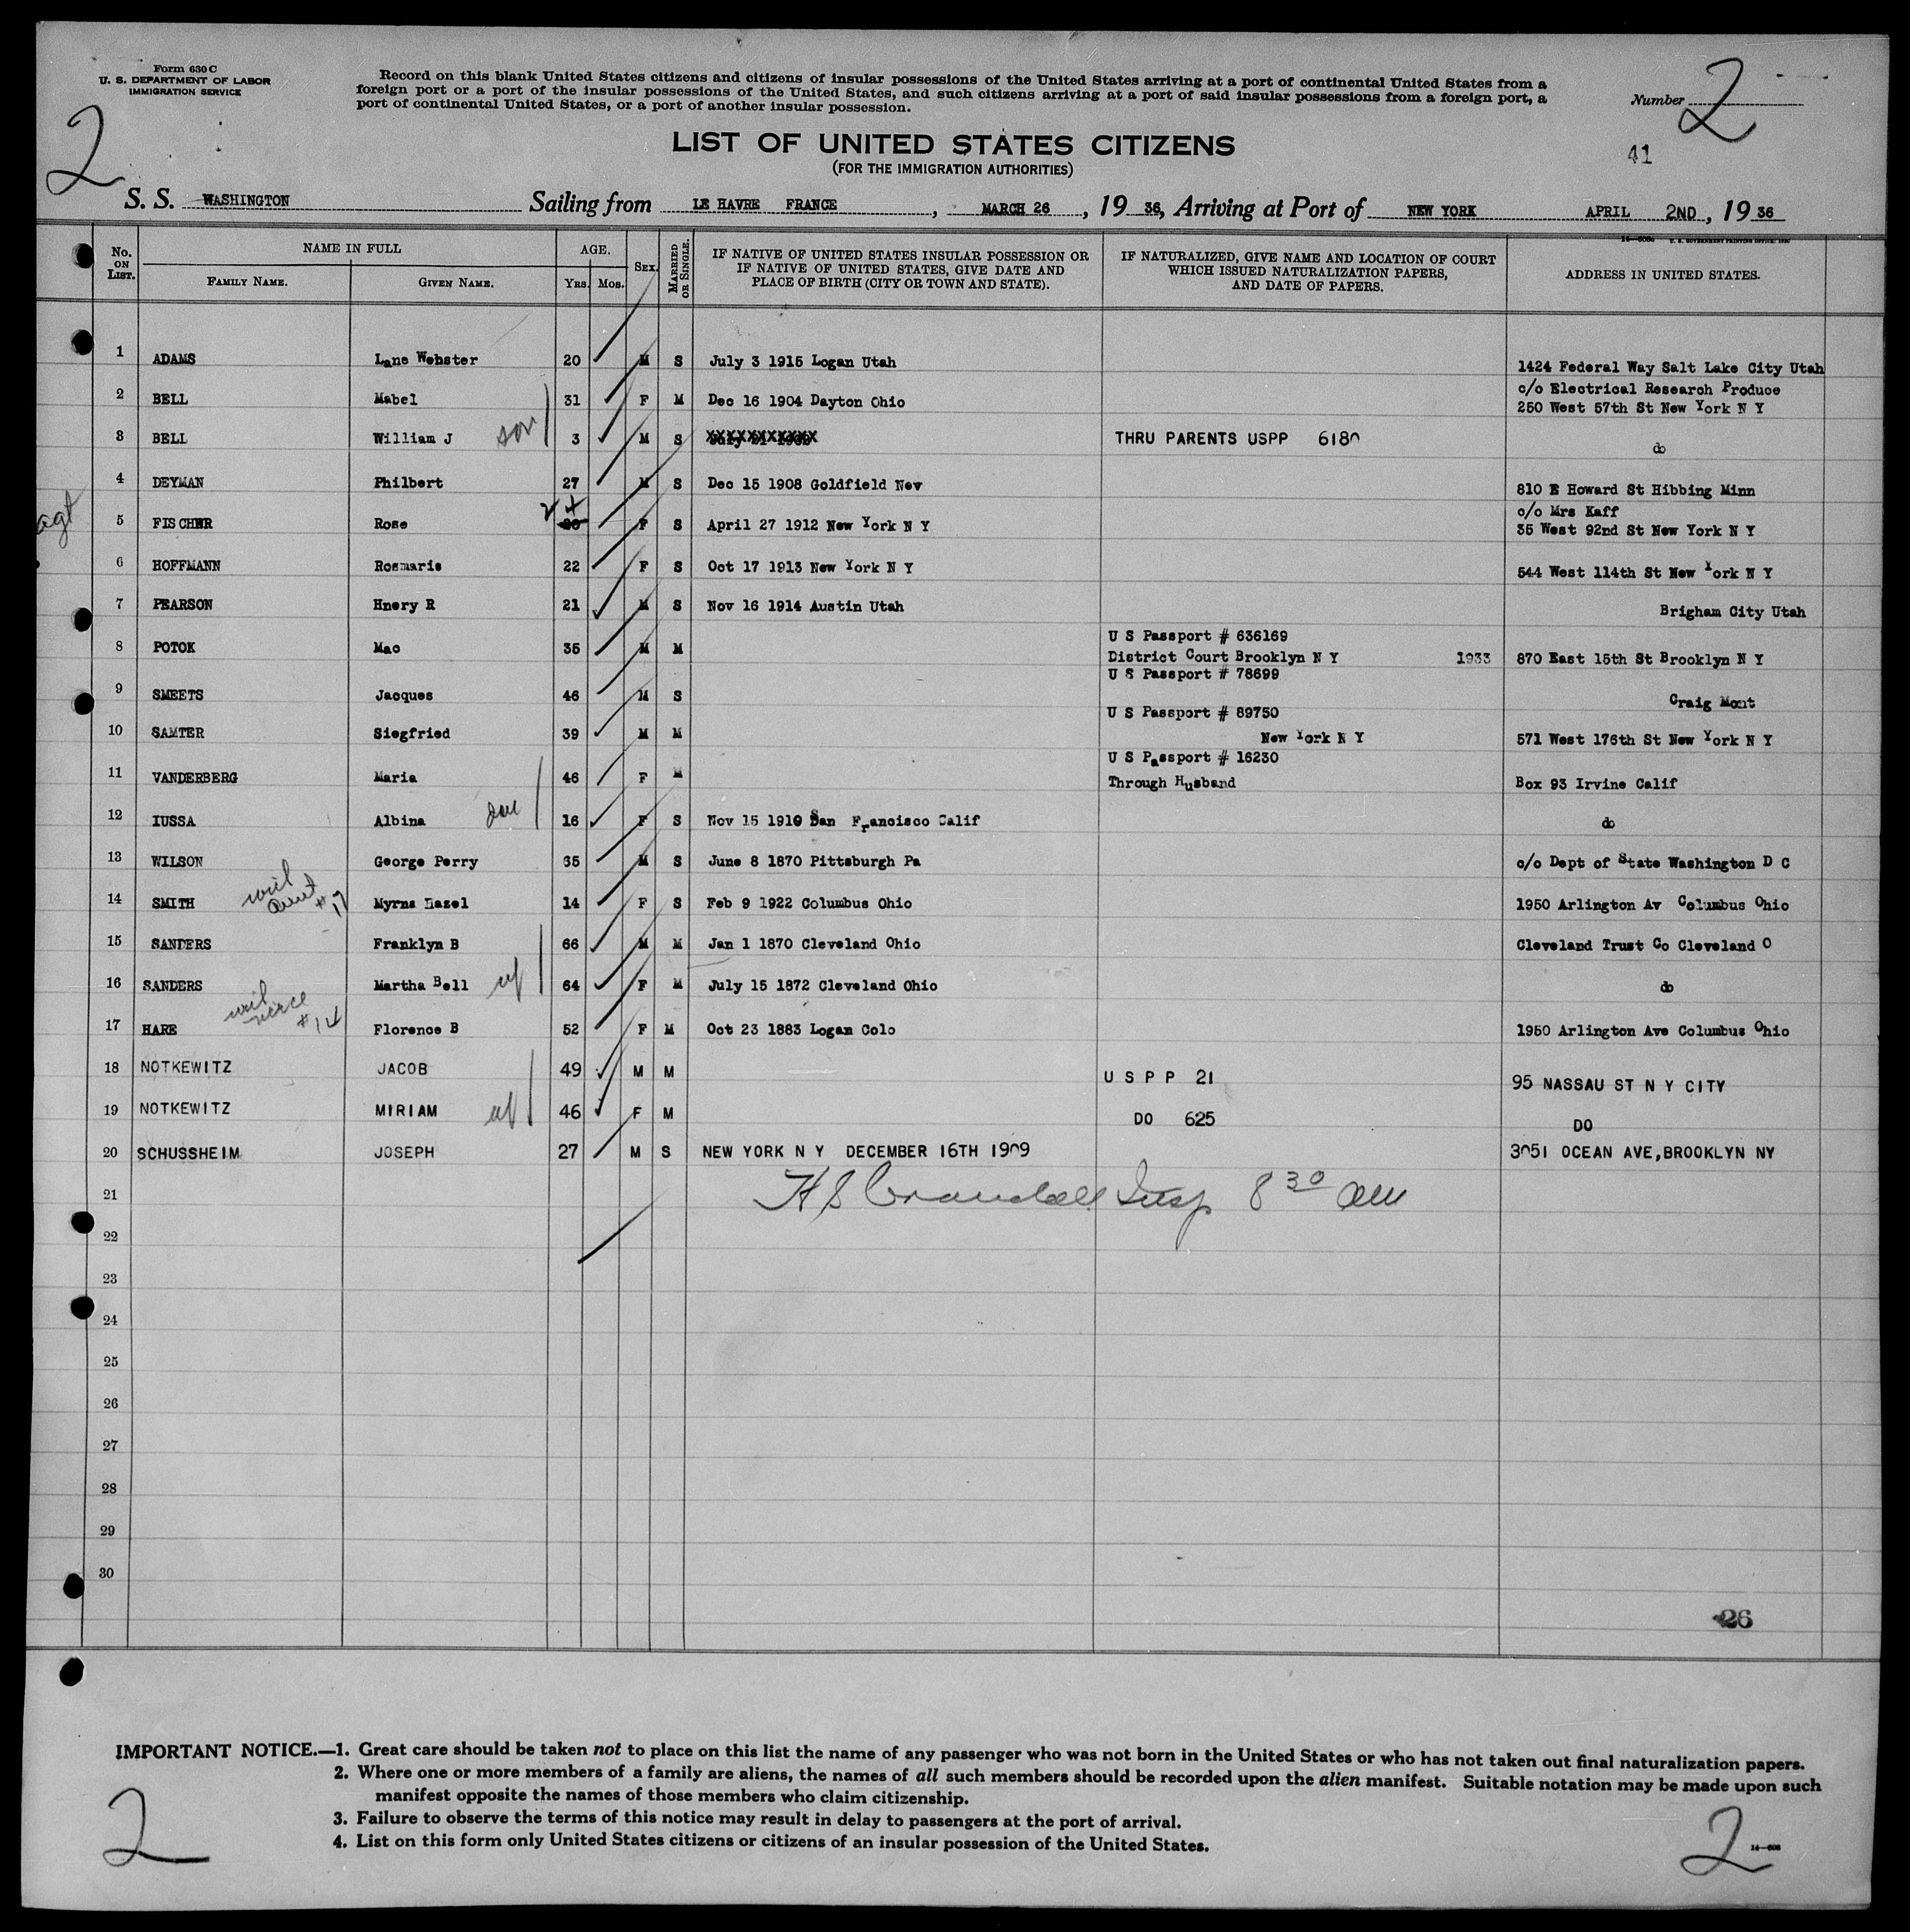 Form 630 C
U. S. DEPARTMENT OF LABOR
IMMIGRATION SERVICE
Record on this blank United States citizens and citizens of insular possessions of the United States arriving at a port of continental United States from a
foreign port or a port of the insular possessions of the United States, and such citizens arriving at a port of said insular possessions from a foreign port, a
port of continental United States, or a port of another insular possession.
Number 2
2
41
LIST OF UNITED STATES CITIZENS
(FOR THE IMMIGRATION AUTHORITIES)
S. S. WASHINGTON Sailing from LE HAVRE FRANCE, MARCH 26, 19 36, Arriving at Port of NEW YORK APRIL 2ND, 19 36
No. ON LIST. NAME IN FULL FAMILY NAME. GIVEN NAME. AGE. YRS. MOS. SEX. MARRIED OR SINGLE. IF NATIVE OF UNITED STATES INSULAR POSSESSION OR IF NATIVE OF UNITED STATES, GIVE DATE AND PLACE OF BIRTH (CITY OR TOWN AND STATE). IF NATURALIZED, GIVE NAME AND LOCATION OF COURT WHICH ISSUED NATURALIZATION PAPERS, AND DATE OF PAPERS. ADDRESS IN UNITED STATES.
1 ADAMS Lane Webster 20 M S July 3 1915 Logan Utah 1424 Federal Way Salt Lake City Utah
2 BELL Mabel 31 F M Dec 16 1904 Dayton Ohio c/o Electrical Research Produce
250 West 57th St New York N Y
3 BELL William J son 3 M S XXXXXXXXXXXX THRU PARENTS USPP 6180 do
4 DEYMAN Philbert 27 M S Dec 15 1908 Goldfield Nev 810 E Howard St Hibbing Minn
agt 5 FISCHER Rose 24 F S April 27 1912 New York N Y c/o Mrs Kaff
35 West 92nd St New York N Y
6 HOFFMANN Rosmarie 22 F S Oct 17 1913 New York N Y 544 West 114th St New York N Y
7 PEARSON Hnery R 21 M S Nov 16 1914 Austin Utah Brigham City Utah
8 POTOK Mac 35 M M U S Passport # 636169
District Court Brooklyn N Y 1933 870 East 15th St Brooklyn N Y
9 SMEETS Jacques 46 M S U S Passport # 78699 Craig Mont
10 SAMTER Siegfried 39 M M U S Passport # 89750
New York N Y 571 West 176th St New York N Y
11 VANDERBERG Maria 46 F M U S Passport # 16230
Through Husband Box 93 Irvine Calif
12 IUSSA Albina 16 F S Nov 15 1919 San Francisco Calif do
13 WILSON George Perry 35 M S June 8 1870 Pittsburgh Pa c/o Dept of State Washington D C
14 SMITH Myrna Hazel 14 F S Feb 9 1922 Columbus Ohio 1950 Arlington Av Columbus Ohio
15 SANDERS Franklyn B 66 M M Jan 1 1870 Cleveland Ohio Cleveland Trust Co Cleveland O
16 SANDERS Martha Bell wf 64 F M July 15 1872 Cleveland Ohio do
17 HARE Florence B 52 F M Oct 23 1883 Logan Colo 1950 Arlington Ave Columbus Ohio
18 NOTKEWITZ JACOB 49 M M U S P P 21 95 NASSAU ST N Y CITY
19 NOTKEWITZ MIRIAM wf 46 F M DO 625 DO
20 SCHUSSHEIM JOSEPH 27 M S NEW YORK N Y DECEMBER 16TH 1909 3051 OCEAN AVE,BROOKLYN NY
21 H S Crandall Insp 8 30 am
22
23
24
25
26
27
28
29
30
26
IMPORTANT NOTICE.—1. Great care should be taken not to place on this list the name of any passenger who was not born in the United States or who has not taken out final naturalization papers.
2. Where one or more members of a family are aliens, the names of all such members should be recorded upon the alien manifest. Suitable notation may be made upon such
manifest opposite the names of those members who claim citizenship.
3. Failure to observe the terms of this notice may result in delay to passengers at the port of arrival.
4. List on this form only United States citizens or citizens of an insular possession of the United States.
2
2